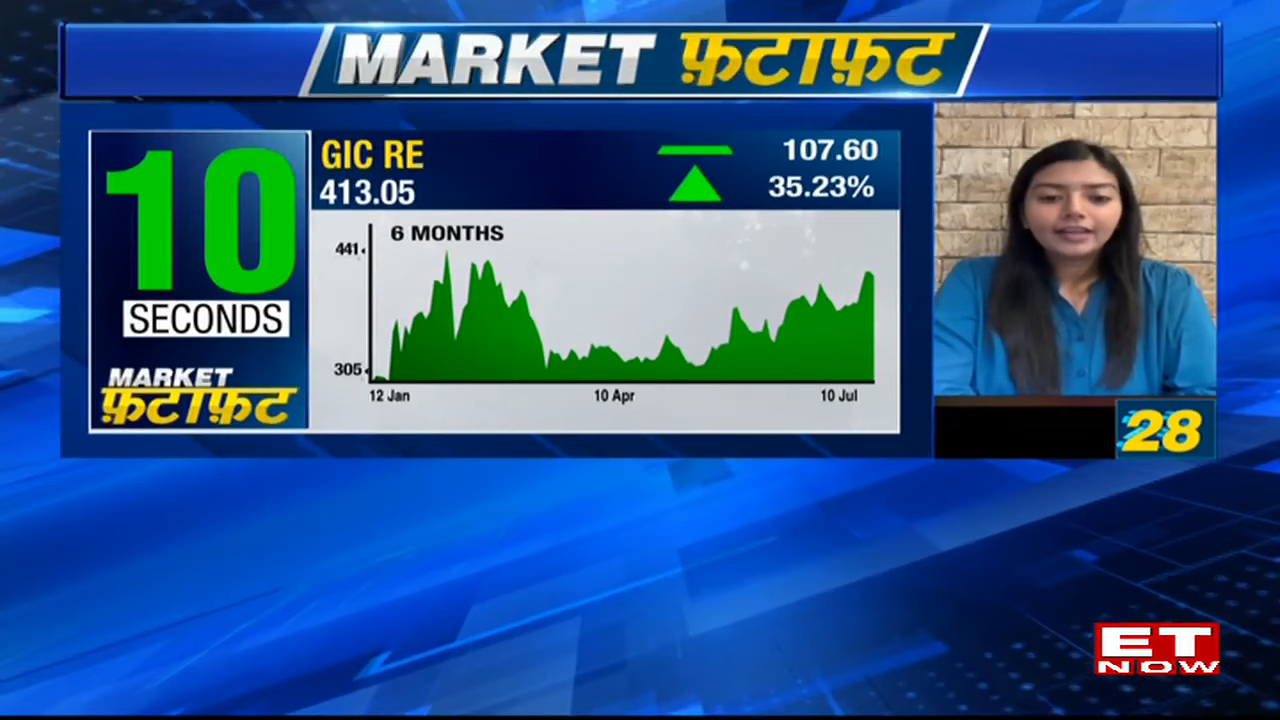 MARKET फ़टाफ़ट
10
SECONDS
MARKET
फ़टाफ़ट
GIC RE
413.05
107.60
35.23%
6 MONTHS
441
305
12 Jan
10 Apr
10 Jul
28
ET
NOW